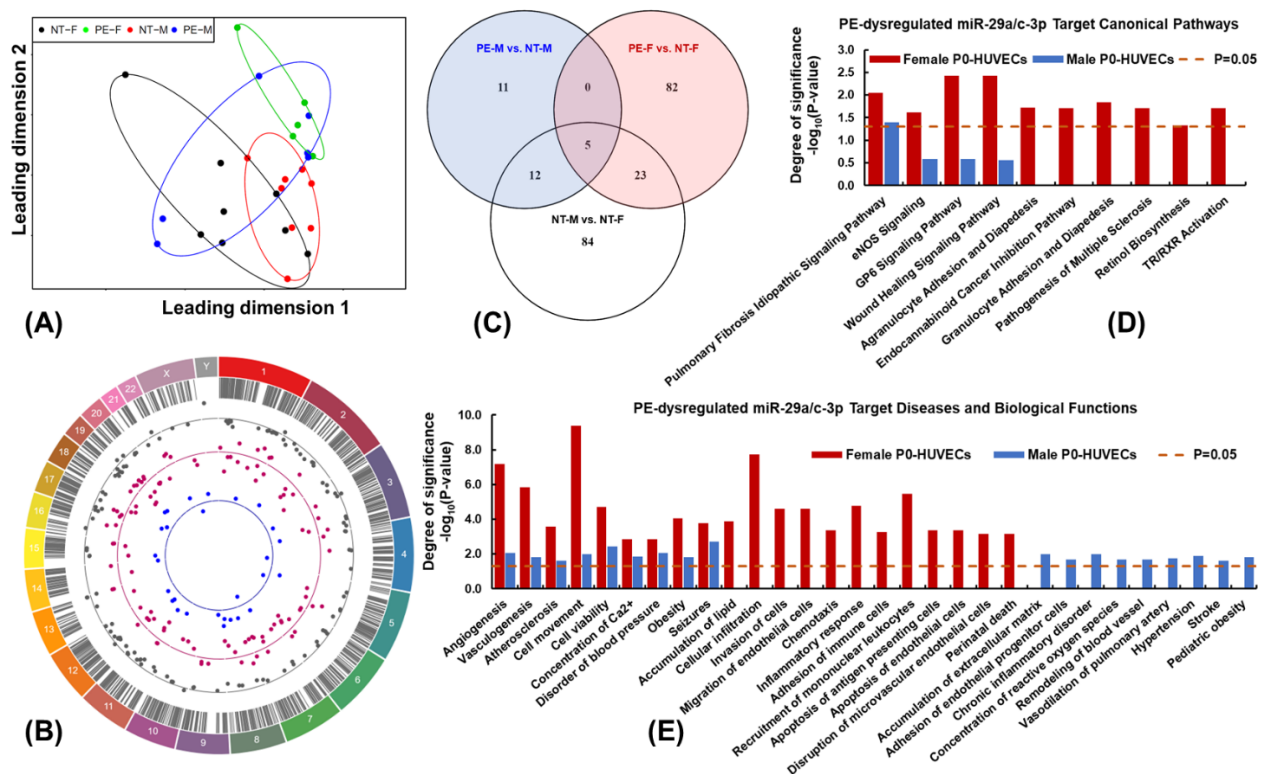 (A)
NT-F PE-F NT-M PE-M
Leading dimension 2
Leading dimension 1
(B)
1
2
3
4
5
6
7
8
9
10
11
12
13
14
15
16
17
18
19
20
21
22
X
Y
(C)
PE-M vs. NT-M
PE-F vs. NT-F
11
0
82
5
12
23
NT-M vs. NT-F
84
PE-dysregulated miR-29a/c-3p Target Canonical Pathways
Female P0-HUVECs Male P0-HUVECs P=0.05
Degree of significance
-log10(P-value)
3.0
2.5
2.0
1.5
1.0
0.5
0.0
Pulmonary Fibrosis Idiopathic Signaling Pathway
eNOS Signaling
GP6 Signaling Pathway
Wound Healing Signaling Pathway
Agranulocyte Adhesion and Diapedesis
Endocannabinoid Cancer Inhibition Pathway
Granulocyte Adhesion and Diapedesis
Pathogenesis of Multiple Sclerosis
Retinol Biosynthesis
TR/RXR Activation
(D)
PE-dysregulated miR-29a/c-3p Target Diseases and Biological Functions
Female P0-HUVECs Male P0-HUVECs P=0.05
Degree of significance
-log10(P-value)
10.0
8.0
6.0
4.0
2.0
0.0
Angiogenesis
Vasculogenesis
Atherosclerosis
Cell movement
Cell viability
Concentration of Ca2+
Disorder of blood pressure
Obesity
Seizures
Accumulation of lipid
Cellular infiltration
Invasion of cells
Migration of endothelial cells
Chemotaxis
Inflammatory response
Adhesion of immune cells
Recruitment of mononuclear leukocytes
Apoptosis of antigen presenting cells
Apoptosis of endothelial cells
Disruption of microvascular endothelial cells
Perinatal death
Accumulation of extracellular matrix
Adhesion of endothelial progenitor cells
Chronic inflammatory disorder
Concentration of reactive oxygen species
Remodeling of blood vessel
Vasodilation of pulmonary artery
Hypertension
Stroke
Pediatric obesity
(E)